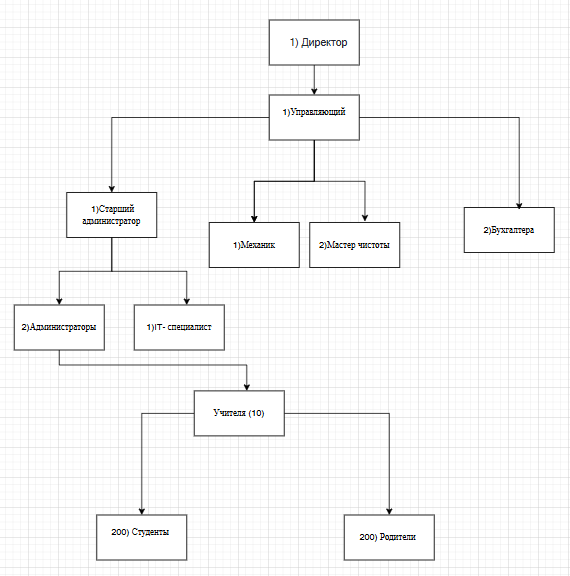 1) Директор
1)Управляющий
1)Старший
администратор
1)Механик
2)Мастер чистоты
2)Бухгалтера
2)Администраторы
1)IT- специалист
Учителя (10)
200) Студенты
200) Родители